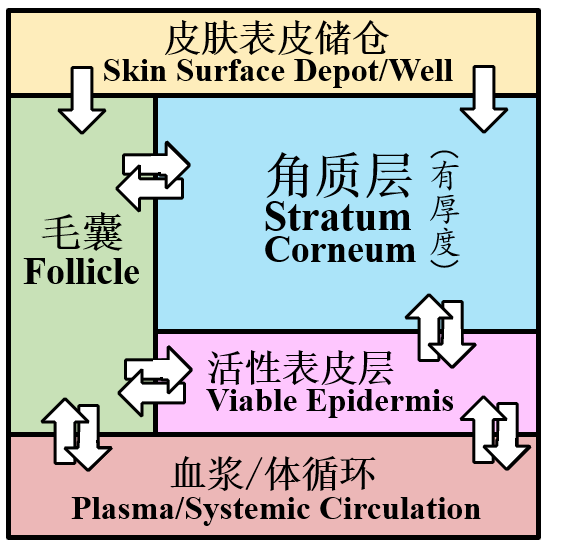 皮肤表皮储仓
Skin Surface Depot/Well
角质层
(有厚度)
Stratum
Corneum
毛囊
Follicle
活性表皮层
Viable Epidermis
血浆/体循环
Plasma/Systemic Circulation